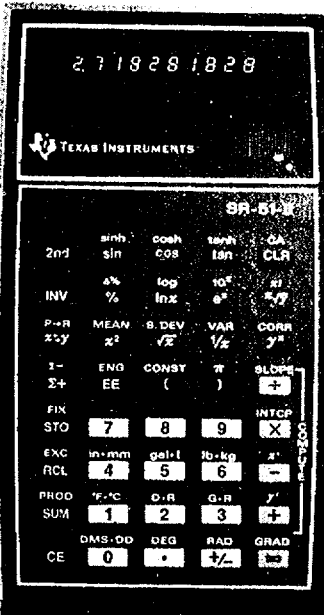 2.718281828
TEXAS INSTRUMENTS
SR-51-II
sinh cosh tanh CA
2nd sin cos tan CLR
Δ% log 10ˣ x!
INV % lnx eˣ ˣ√y
P→R MEAN S.DEV VAR CORR
x↔y x² √x 1/x yˣ
Σ− ENG CONST π SLOPE
Σ+ EE ( ) ÷
FIX INTCP
STO 7 8 9 X
EXC in·mm gal·l lb·kg x'
RCL 4 5 6 −
PROD °F·°C D·R G·R y'
SUM 1 2 3 +
DMS·DD DEG RAD GRAD
CE 0 . +/− =
COMPUTE